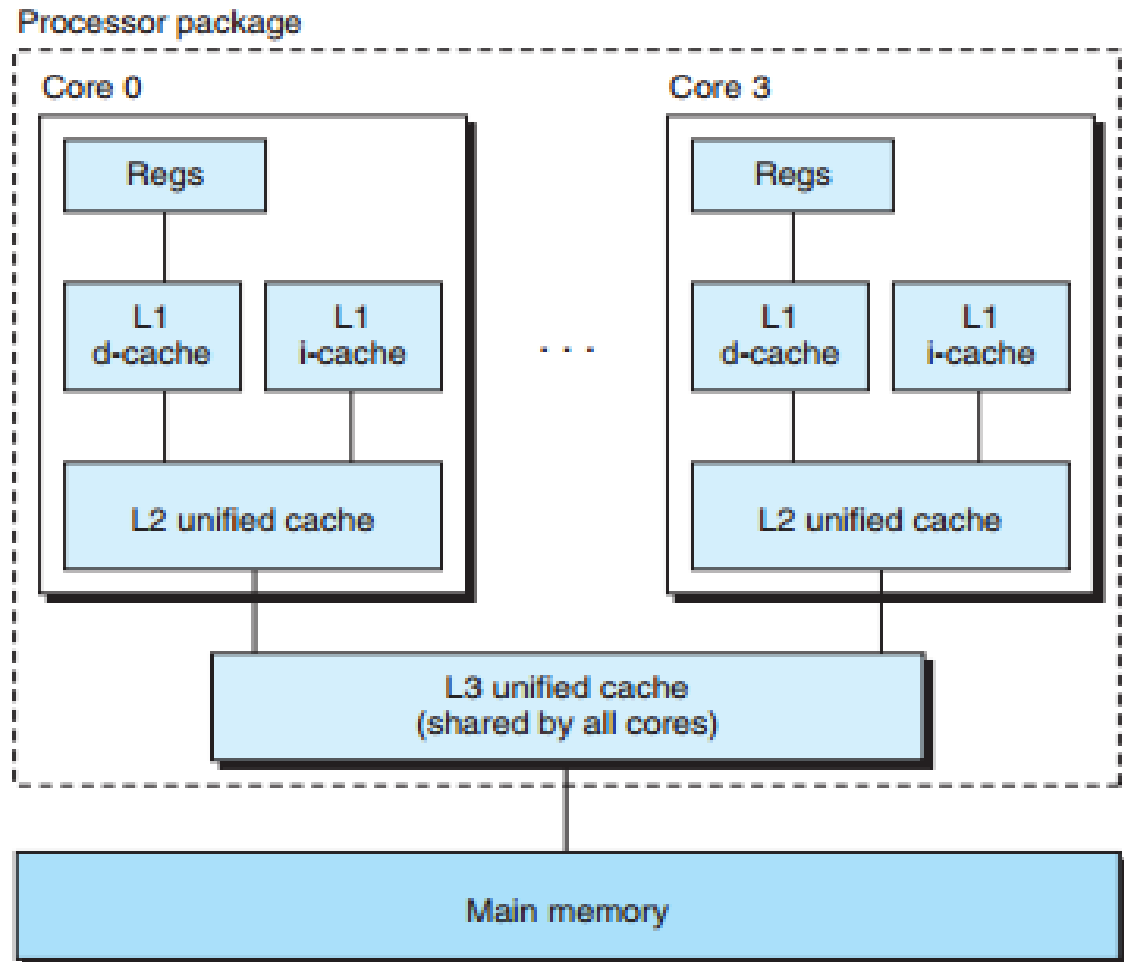 Processor package
Core 0
Core 3
Regs
Regs
L1
d-cache
L1
i-cache
. . .
L1
d-cache
L1
i-cache
L2 unified cache
L2 unified cache
L3 unified cache
(shared by all cores)
Main memory